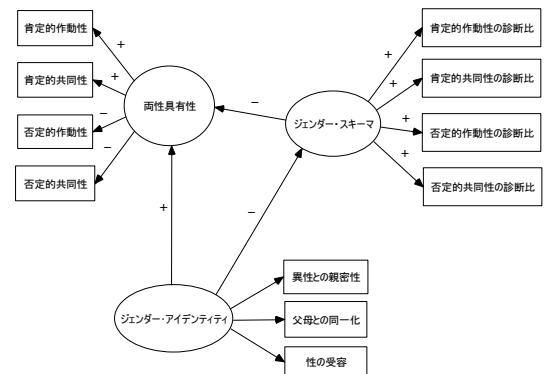 肯定的作動性
肯定的共同性
否定的作動性
否定的共同性
+
+
−
−
両性具有性
−
ジェンダー・スキーマ
+
+
+
+
肯定的作動性の診断比
肯定的共同性の診断比
否定的作動性の診断比
否定的共同性の診断比
+
−
ジェンダー・アイデンティティ
異性との親密性
父母との同一化
性の受容